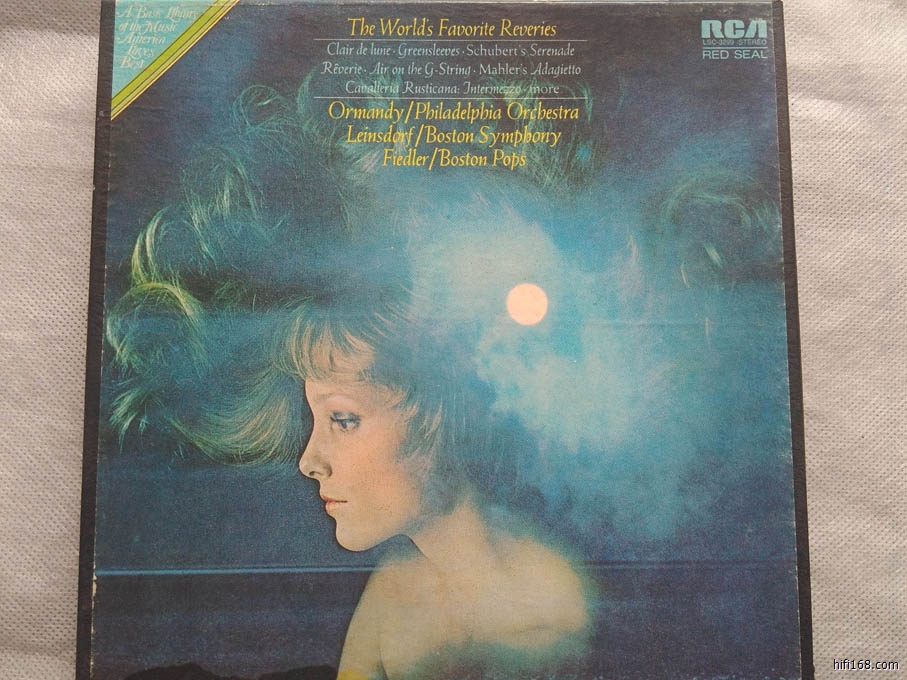 A Basic Library
of the Music
America
Loves
Best
The World's Favorite Reveries
Clair de lune · Greensleeves · Schubert's Serenade
Rêverie · Air on the G-String · Mahler's Adagietto
Cavalleria Rusticana: Intermezzo · more
Ormandy/Philadelphia Orchestra
Leinsdorf/Boston Symphony
Fiedler/Boston Pops
RCA
LSC-3299 · STEREO
RED SEAL
hifi168.com